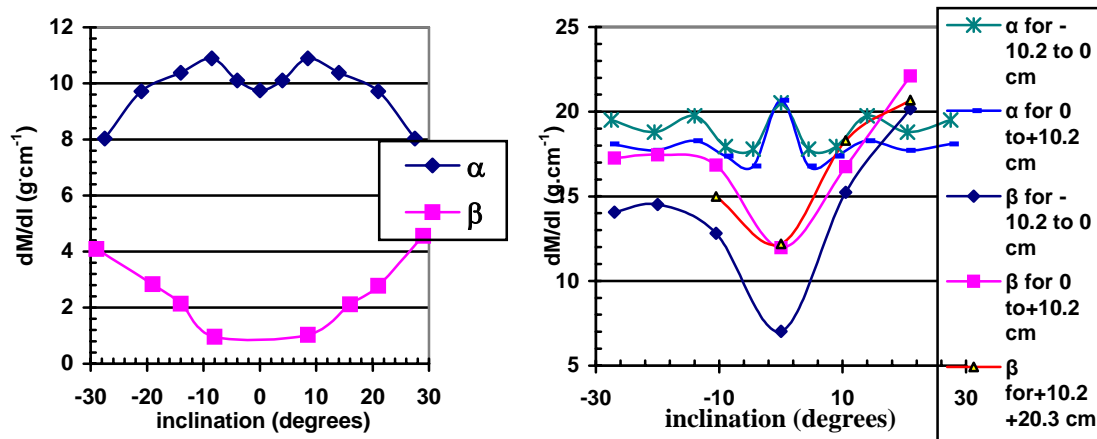 12
10
8
6
4
2
0
dM/dl (g·cm⁻¹)
-30 -20 -10 0 10 20 30
inclination (degrees)
α
β
25
20
15
10
5
dM/dl (g.cm⁻¹)
-30 -10 10 30
inclination (degrees)
α for -
10.2 to 0
cm
α for 0
to+10.2
cm
β for -
10.2 to 0
cm
β for 0
to+10.2
cm
β
for+10.2
+20.3 cm